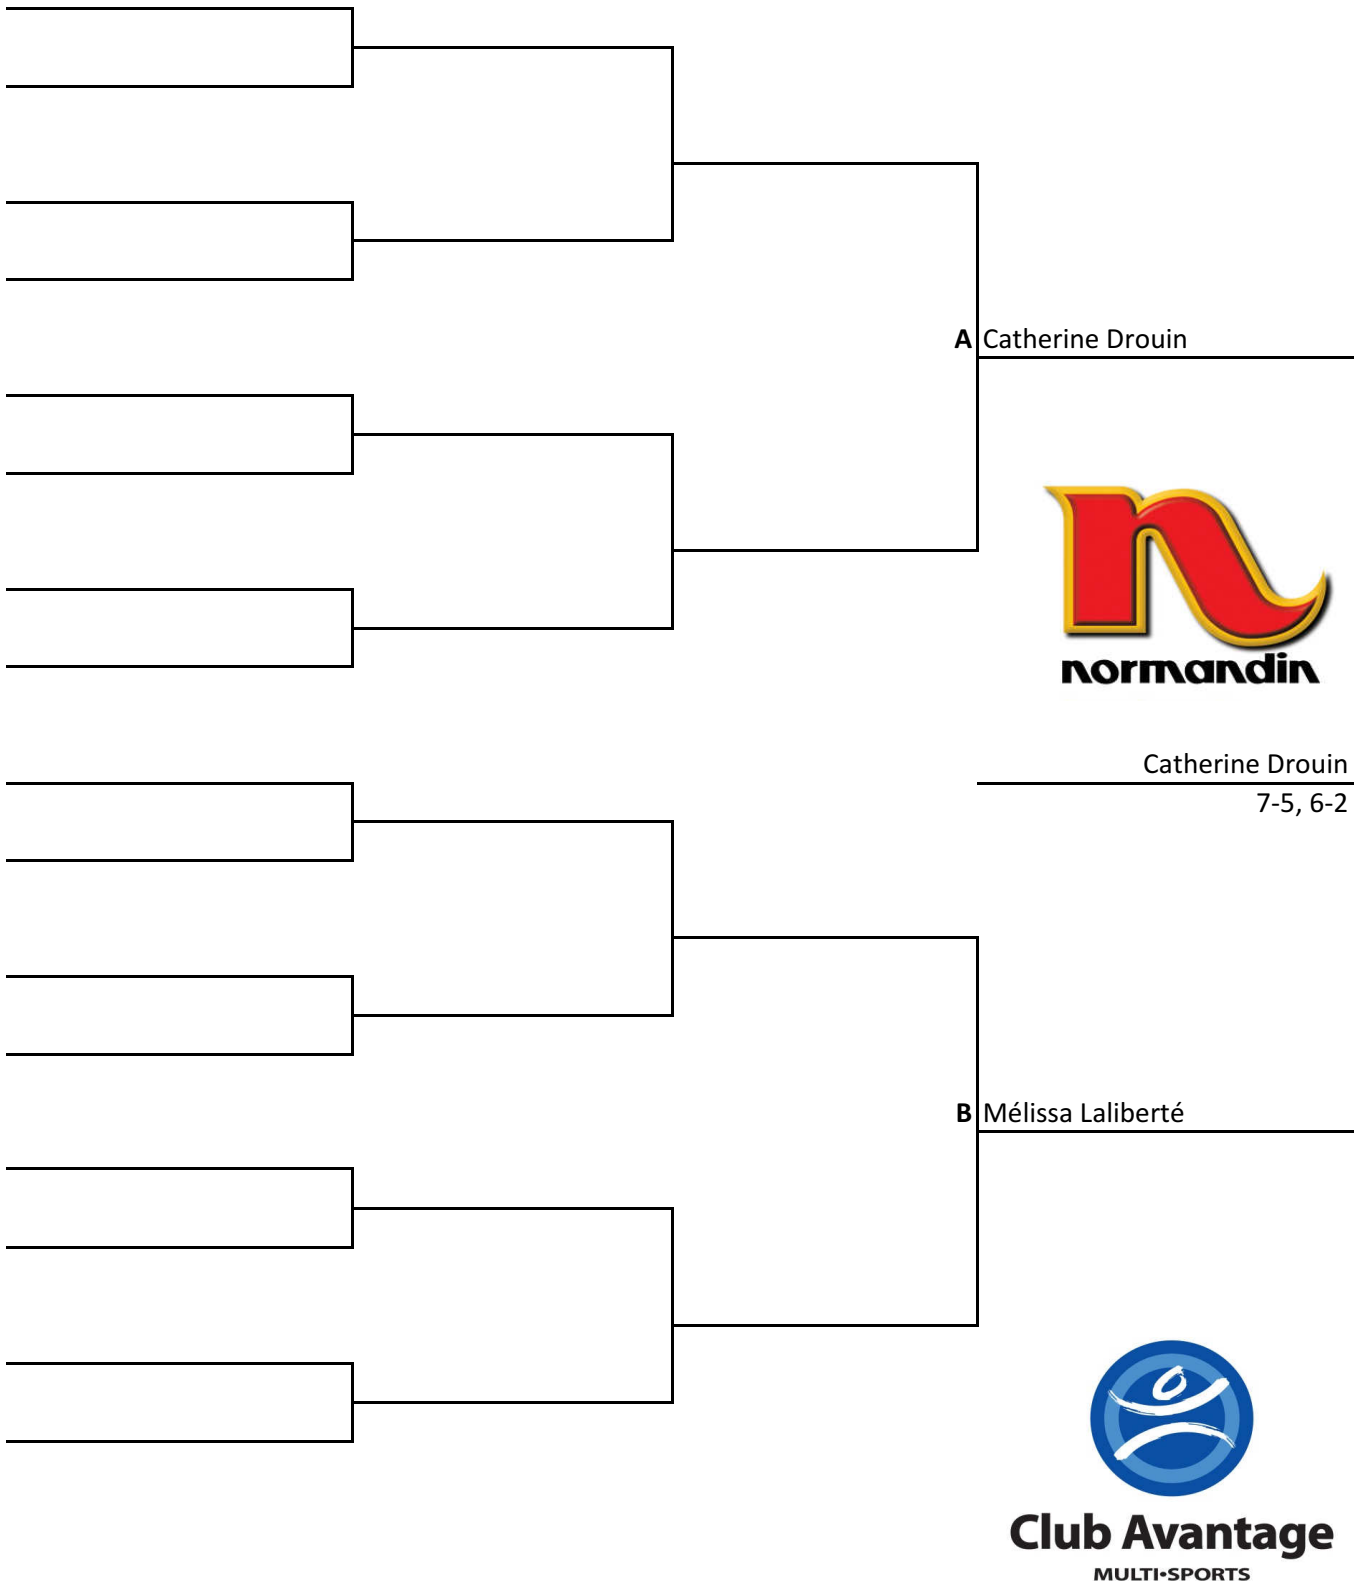 A Catherine Drouin
normandin
Catherine Drouin
7-5, 6-2
B Mélissa Laliberté
Club Avantage
MULTI•SPORTS